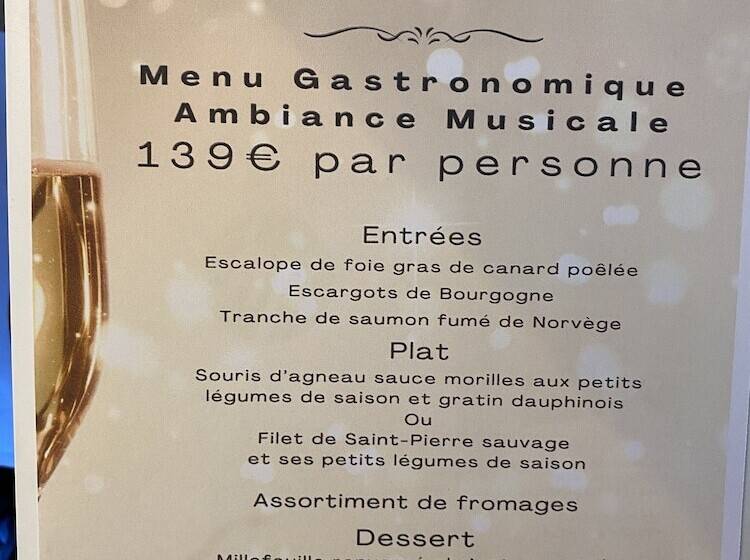 Menu Gastronomique
Ambiance Musicale
139€ par personne
Entrées
Escalope de foie gras de canard poêlée
Escargots de Bourgogne
Tranche de saumon fumé de Norvège
Plat
Souris d'agneau sauce morilles aux petits
légumes de saison et gratin dauphinois
Ou
Filet de Saint-Pierre sauvage
et ses petits légumes de saison
Assortiment de fromages
Dessert